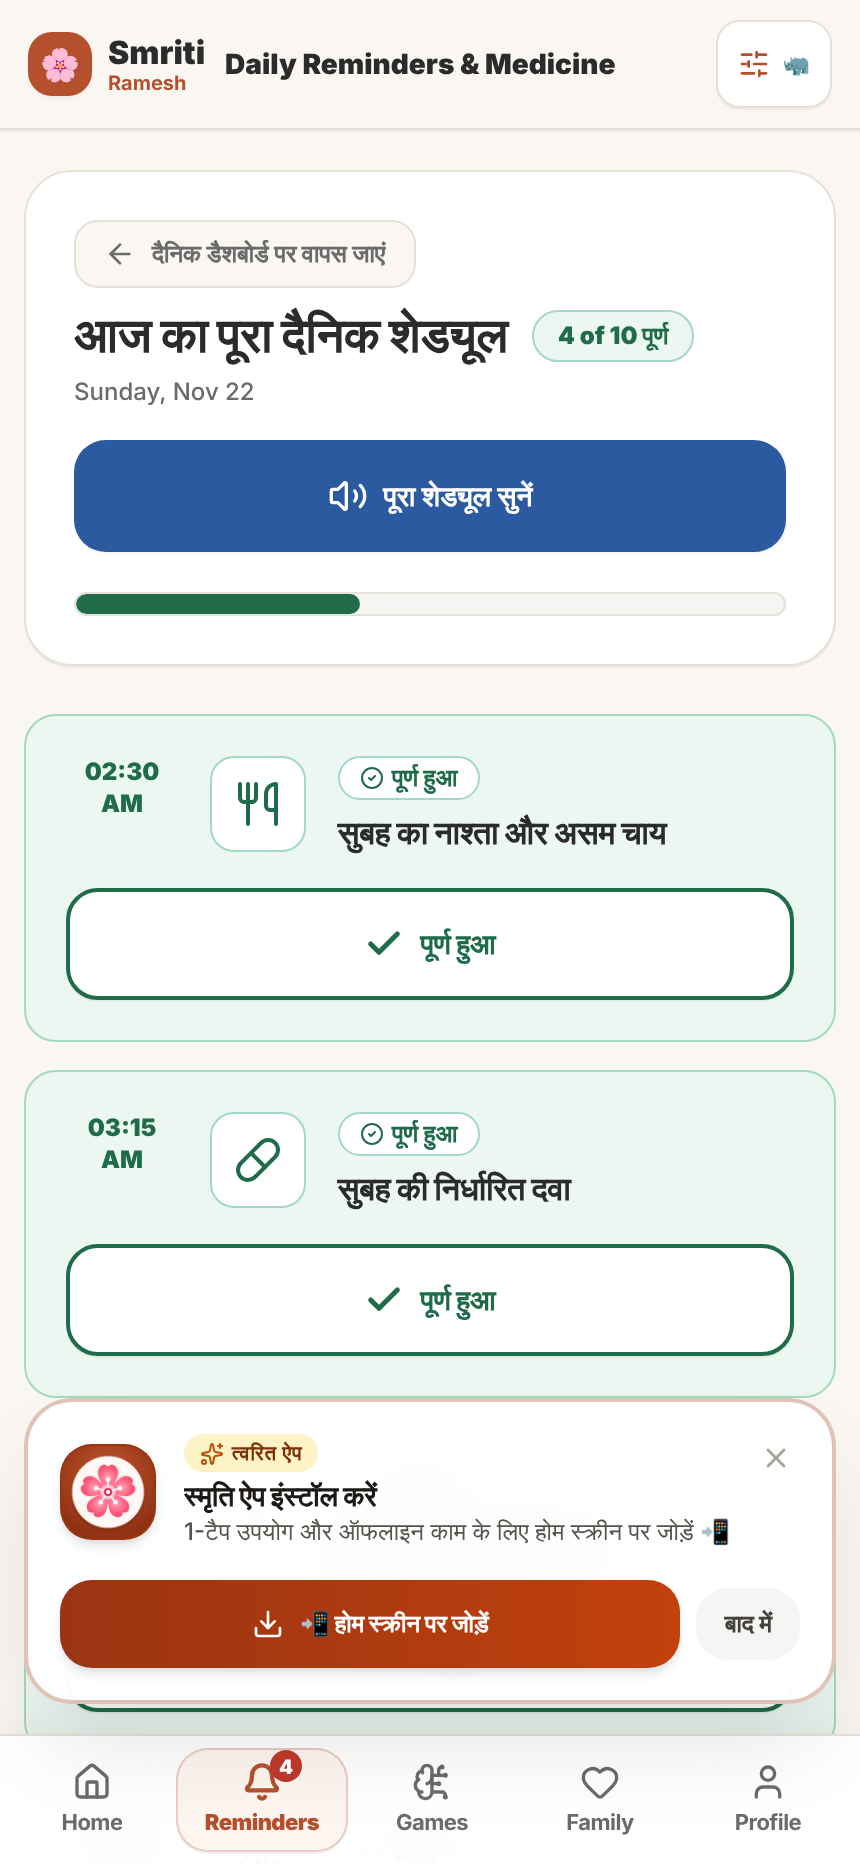 Smriti
Ramesh
Daily Reminders & Medicine
दैनिक डैशबोर्ड पर वापस जाएं
आज का पूरा दैनिक शेड्यूल
4 of 10 पूर्ण
Sunday, Nov 22
पूरा शेड्यूल सुनें
02:30 AM
पूर्ण हुआ
सुबह का नाश्ता और असम चाय
पूर्ण हुआ
03:15 AM
पूर्ण हुआ
सुबह की निर्धारित दवा
पूर्ण हुआ
त्वरित ऐप
स्मृति ऐप इंस्टॉल करें
1-टैप उपयोग और ऑफलाइन काम के लिए होम स्क्रीन पर जोड़ें
होम स्क्रीन पर जोड़ें
बाद में
4
Home
Reminders
Games
Family
Profile